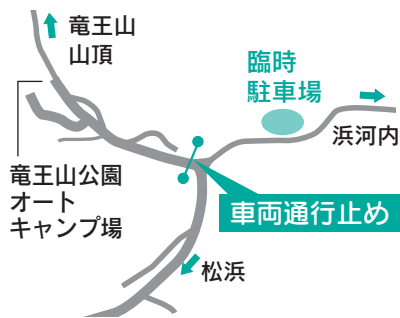 竜王山
山頂
臨時
駐車場
浜河内
竜王山公園
オート
キャンプ場
車両通行止め
松浜